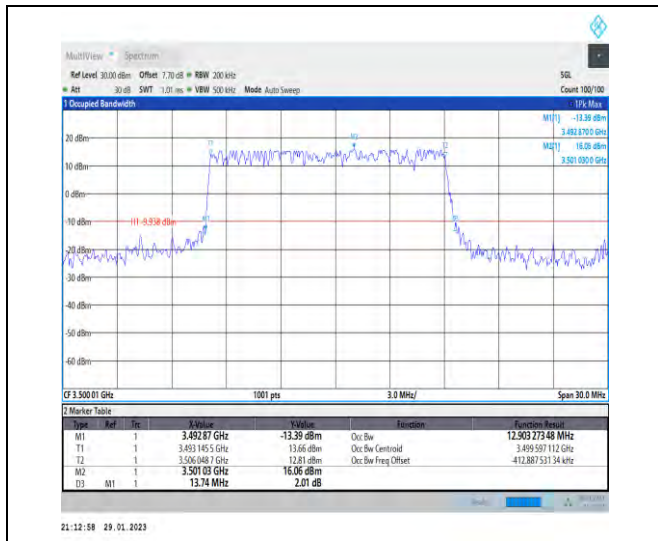 MultiView Spectrum
Ref Level 30.00 dBm Offset 7.70 dB RBW 200 kHz SGL
Att 30 dB SWT 1.01 ms VBW 500 kHz Mode Auto Sweep Count 100/100
1 Occupied Bandwidth 1Pk Max
M1[1] -13.39 dBm
3.492 870 0 GHz
M2[1] 16.06 dBm
3.501 030 0 GHz
M2
T1
T2
20 dBm
10 dBm
0 dBm
-10 dBm
H1 -9.938 dBm
M1
-20 dBm
-30 dBm
-40 dBm
-50 dBm
-60 dBm
CF 3.500 01 GHz 1001 pts 3.0 MHz/ Span 30.0 MHz
2 Marker Table
Type Ref Trc X-Value Y-Value Function Function Result
M1 1 3.492 87 GHz -13.39 dBm Occ Bw 12.903 273 48 MHz
T1 1 3.493 145 5 GHz 13.66 dBm Occ Bw Centroid 3.499 597 112 GHz
T2 1 3.506 048 7 GHz 12.81 dBm Occ Bw Freq Offset -412.887 531 34 kHz
M2 1 3.501 03 GHz 16.06 dBm
D3 M1 1 13.74 MHz 2.01 dB
21:12:58 29.01.2023